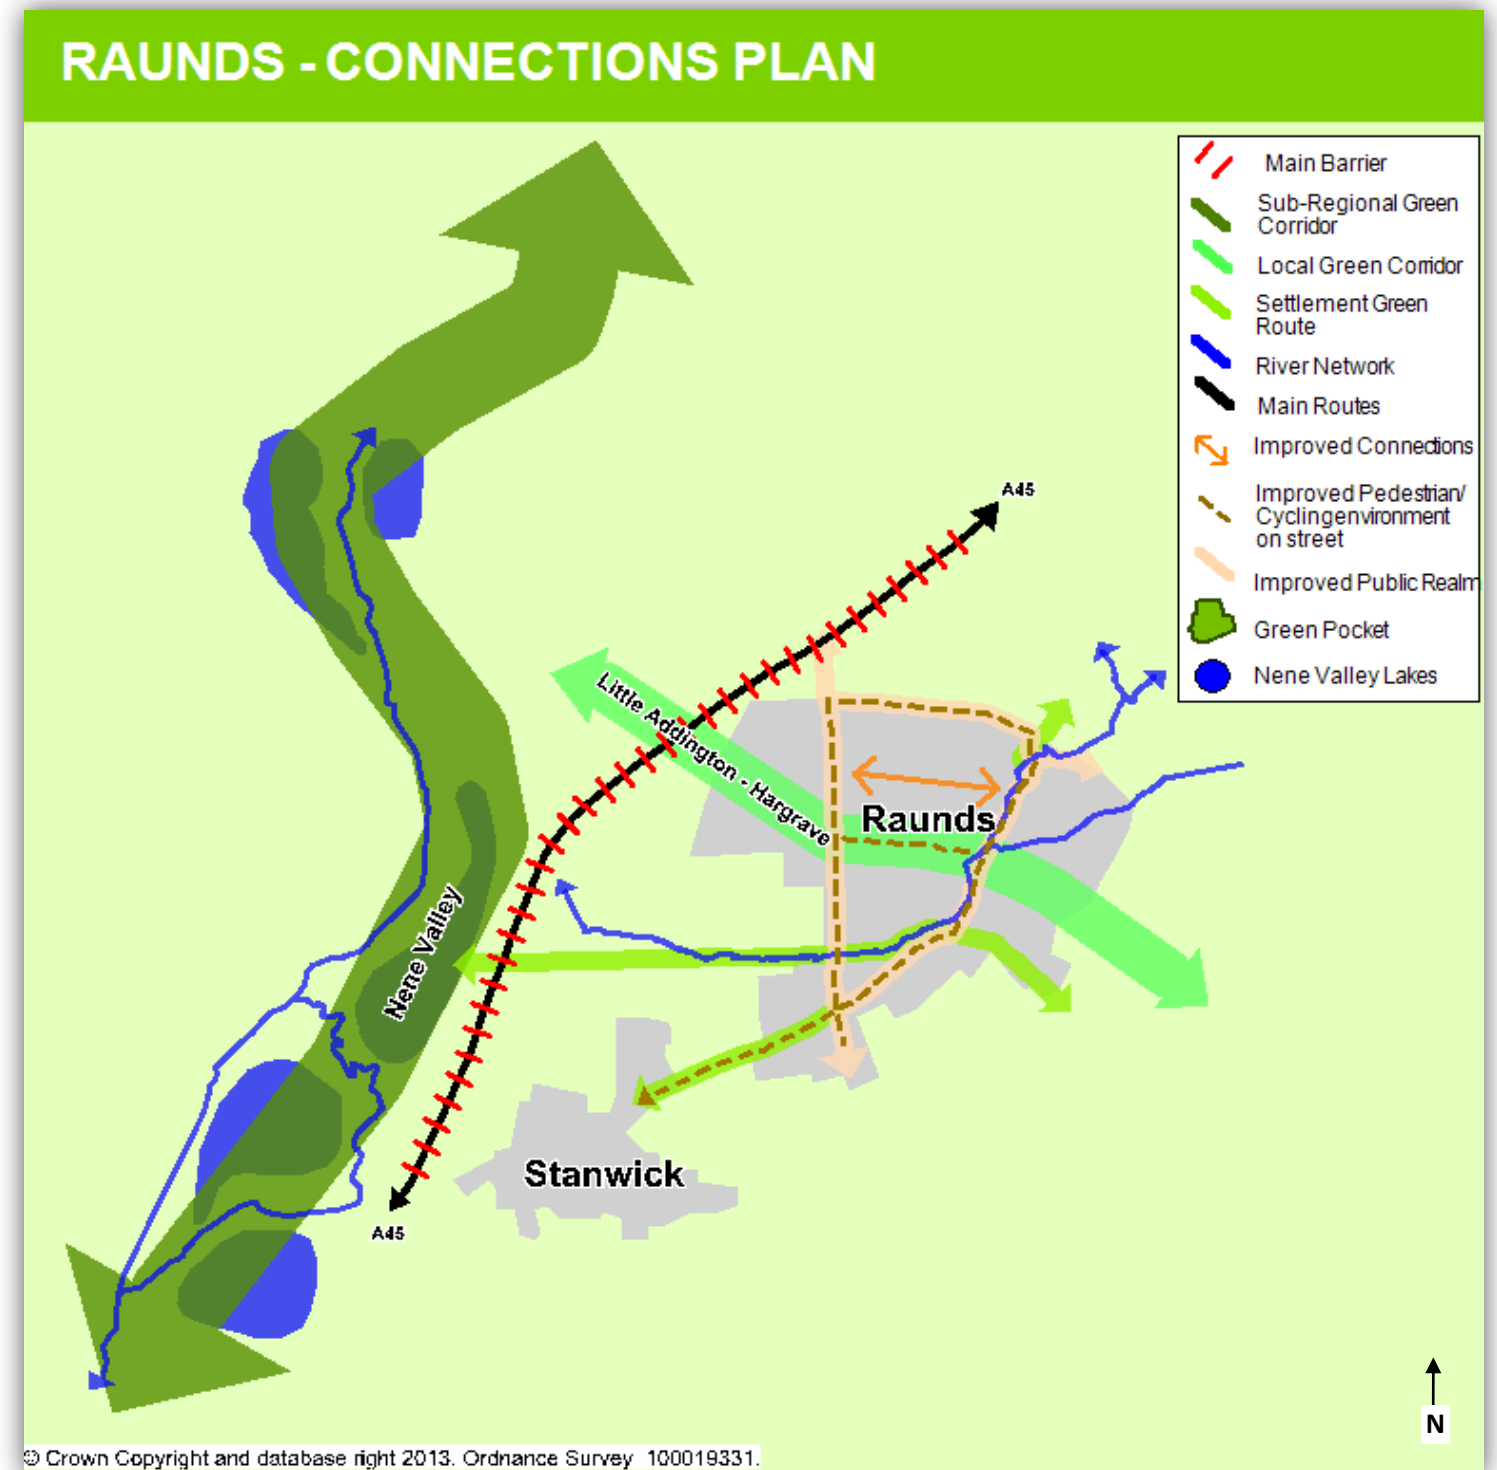 RAUNDS - CONNECTIONS PLAN
Main Barrier
Sub-Regional Green
Corridor
Local Green Corridor
Settlement Green
Route
River Network
Main Routes
Improved Connections
Improved Pedestrian/
Cyclingenvironment
on street
Improved Public Realm
Green Pocket
Nene Valley Lakes
A45
Little Addington - Hargrave
Raunds
Nene Valley
Stanwick
A45
N
© Crown Copyright and database right 2013. Ordnance Survey 100019331.